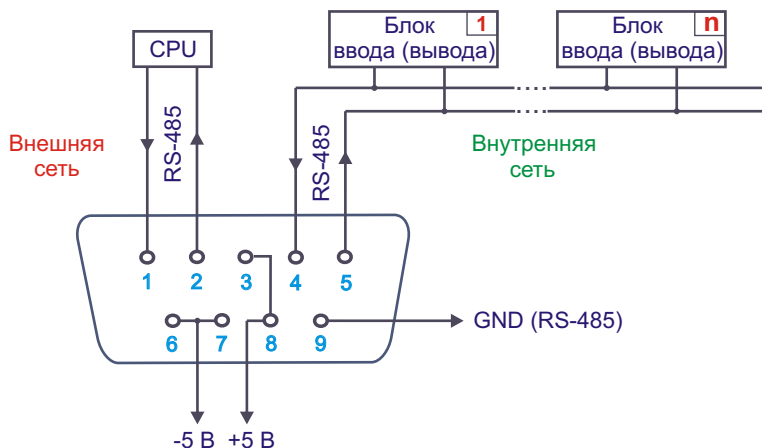 CPU
Блок 1
ввода (вывода)
Блок n
ввода (вывода)
Внешняя
сеть
RS-485
RS-485
Внутренняя
сеть
1 2 3 4 5
6 7 8 9
GND (RS-485)
-5 В +5 В